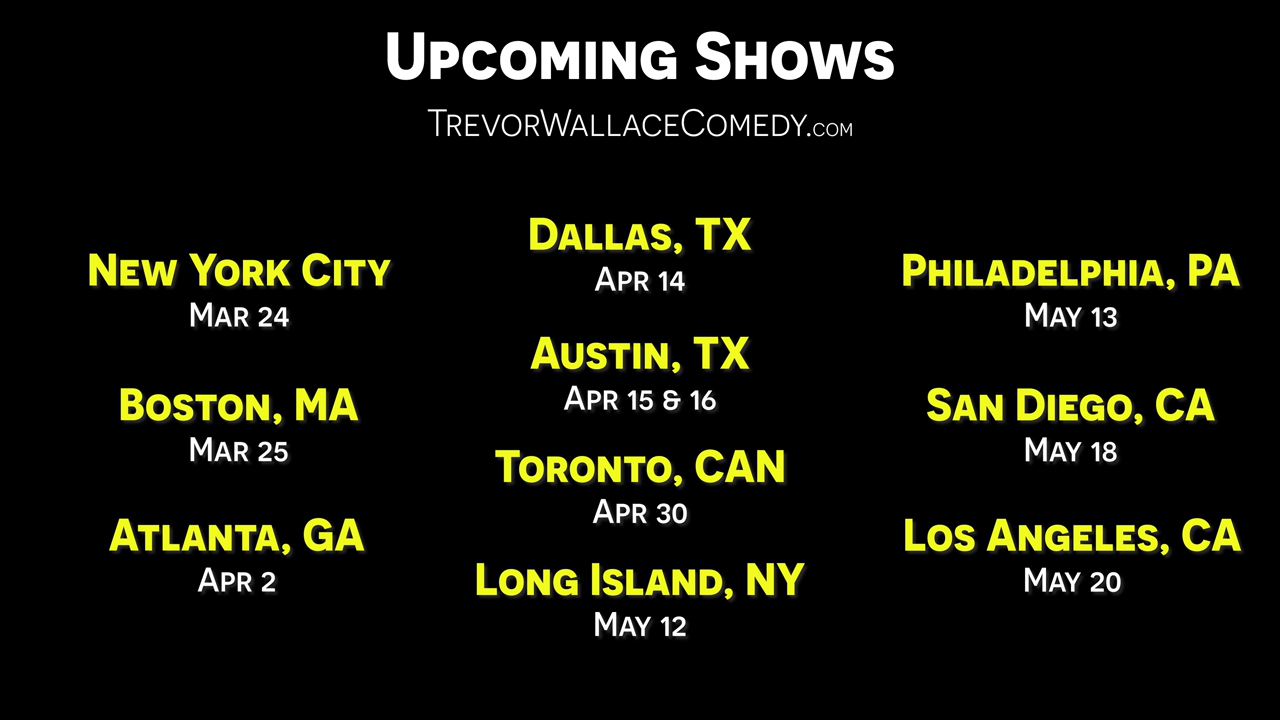 Upcoming Shows
TrevorWallaceComedy.com
New York City
Mar 24
Boston, MA
Mar 25
Atlanta, GA
Apr 2
Dallas, TX
Apr 14
Austin, TX
Apr 15 & 16
Toronto, CAN
Apr 30
Long Island, NY
May 12
Philadelphia, PA
May 13
San Diego, CA
May 18
Los Angeles, CA
May 20